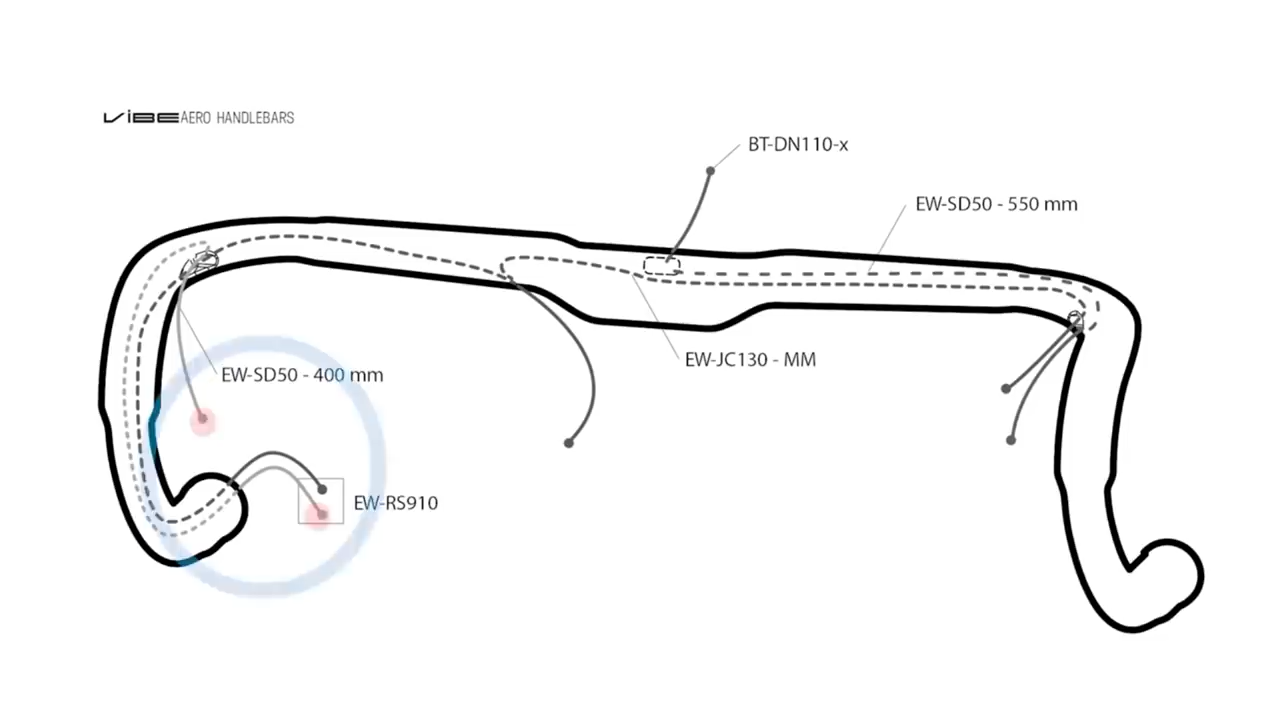 ViBE AERO HANDLEBARS
BT-DN110-x
EW-SD50 - 550 mm
EW-JC130 - MM
EW-SD50 - 400 mm
EW-RS910